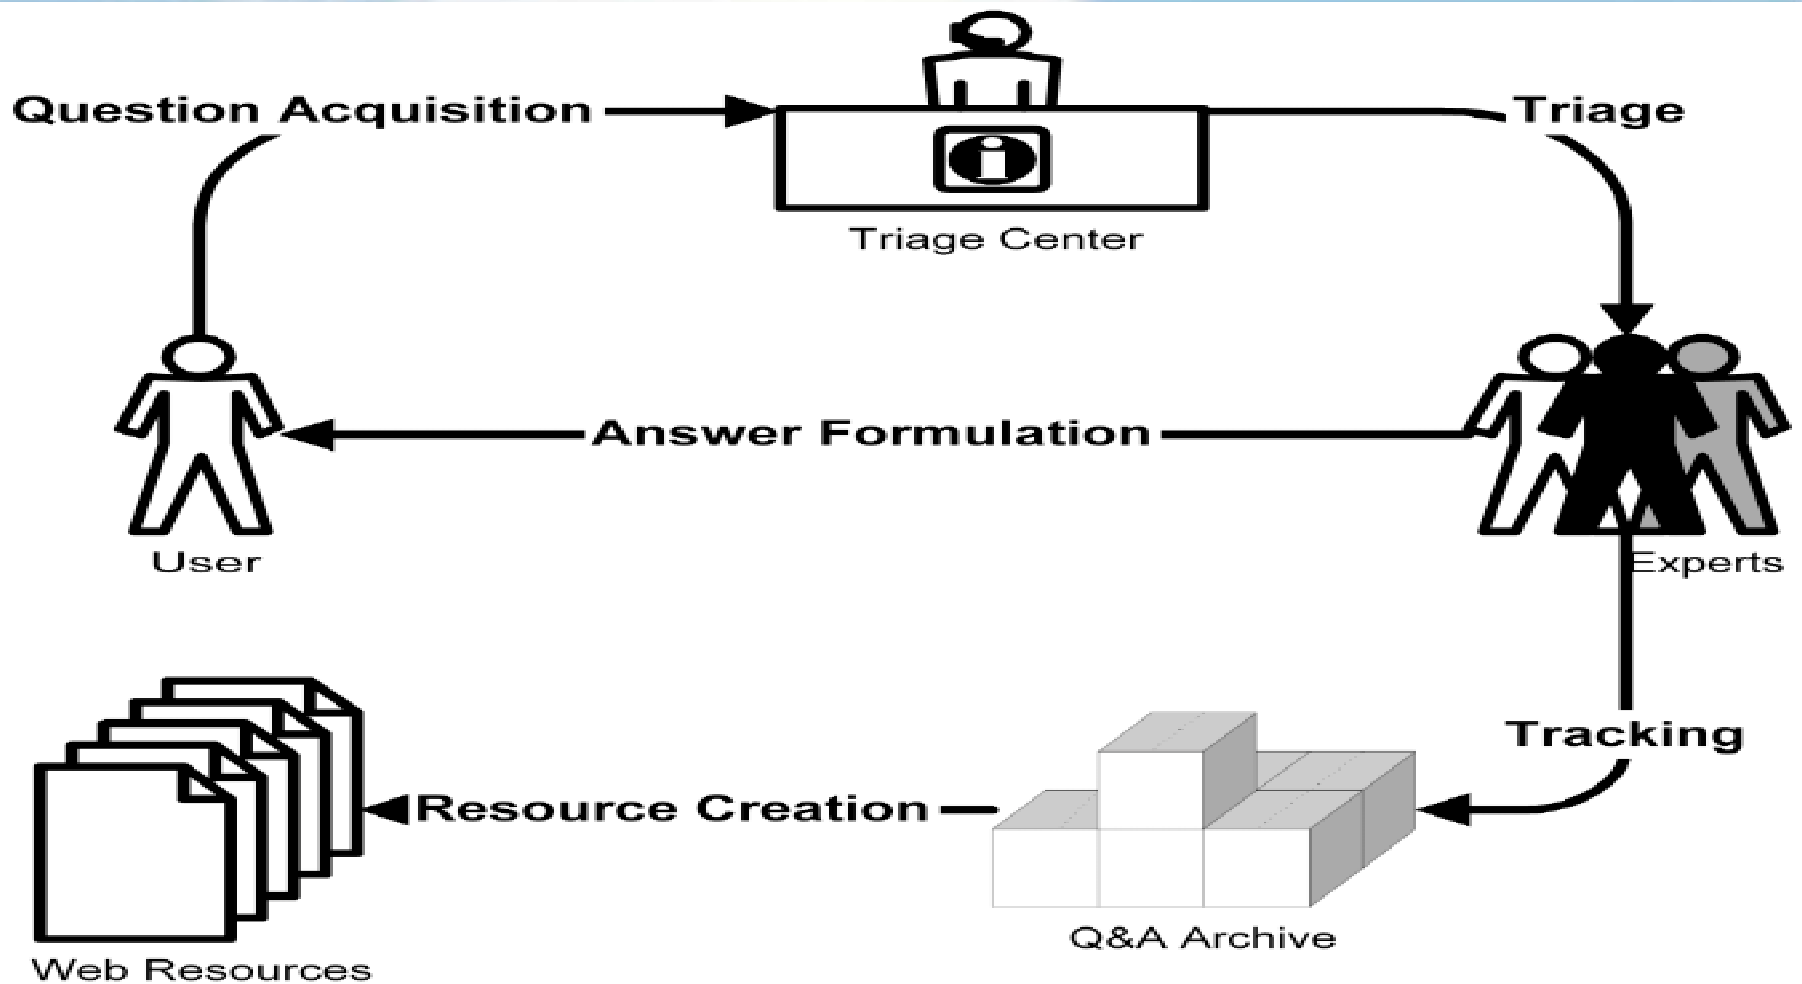 Question Acquisition
Triage
Triage Center
Answer Formulation
User
Experts
Tracking
Resource Creation
Q&A Archive
Web Resources